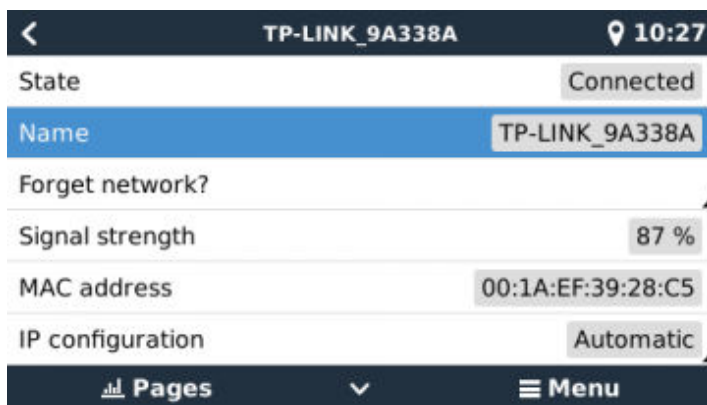 TP-LINK_9A338A 10:27
State Connected
Name TP-LINK_9A338A
Forget network?
Signal strength 87 %
MAC address 00:1A:EF:39:28:C5
IP configuration Automatic
Pages Menu